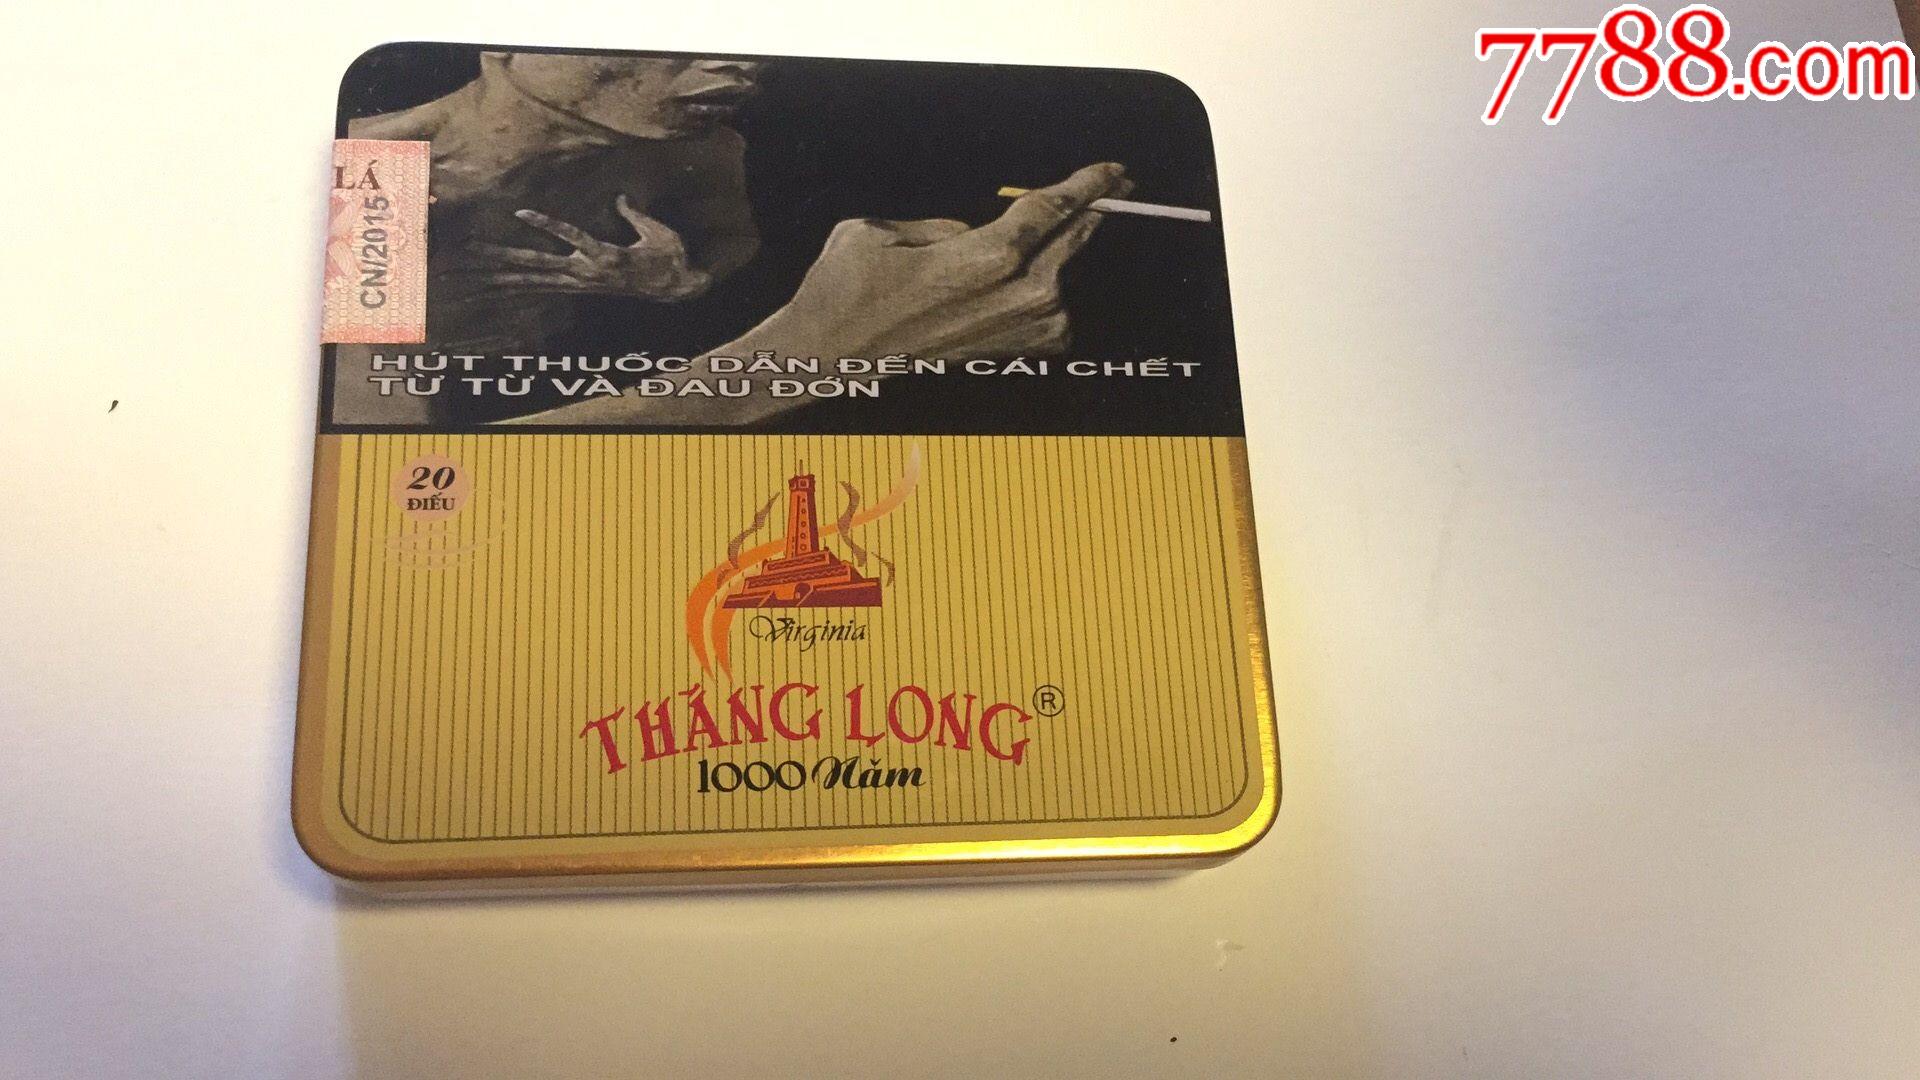 7788.com
LÁ
CN/2015
HÚT THUỐC DẪN ĐẾN CÁI CHẾT
TỪ TỪ VÀ ĐAU ĐỚN
20
ĐIẾU
Virginia
THĂNG LONG®
1000 Năm